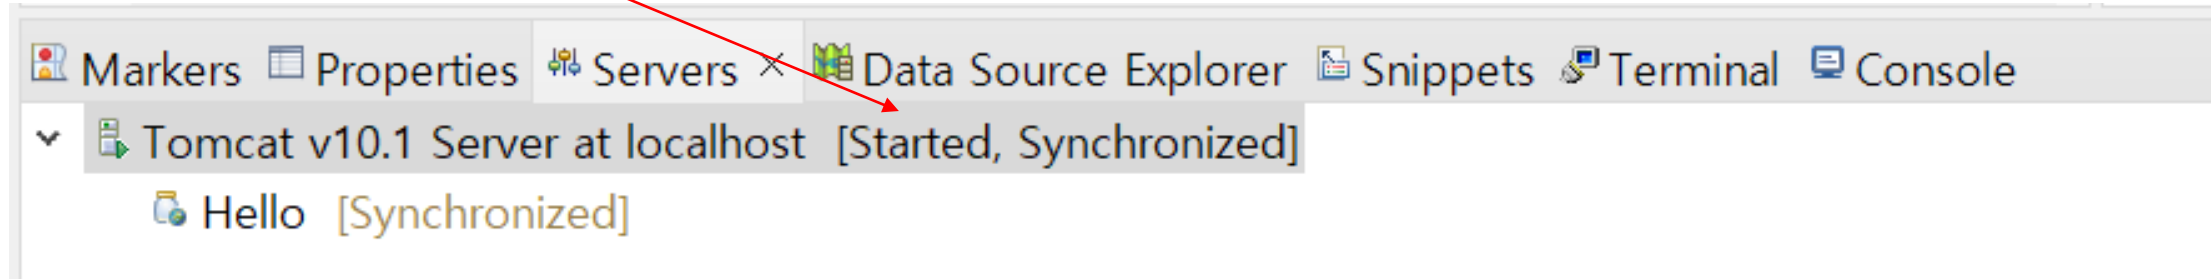 Markers Properties Servers Data Source Explorer Snippets Terminal Console
Tomcat v10.1 Server at localhost [Started, Synchronized]
Hello [Synchronized]